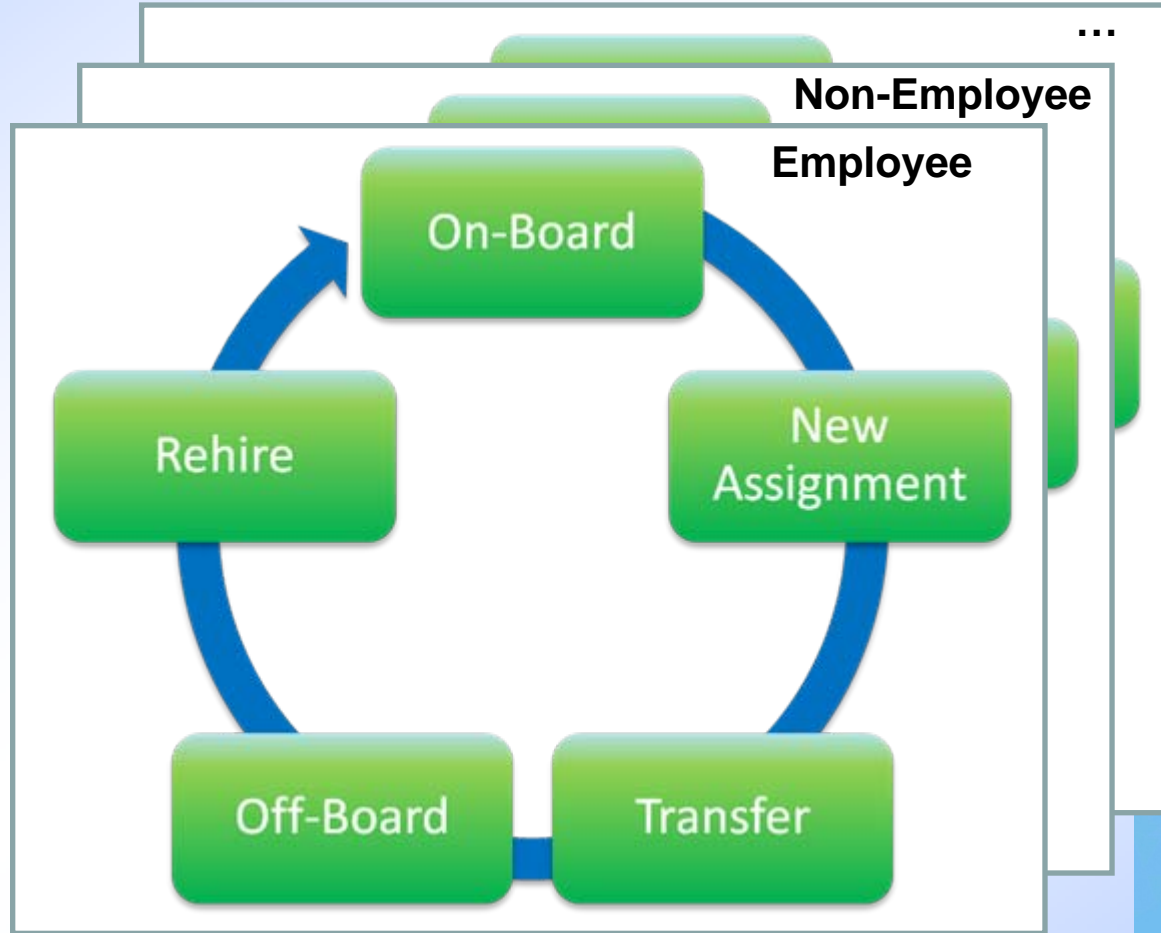 ...
Non-Employee
Employee
On-Board
New
Assignment
Transfer
Off-Board
Rehire